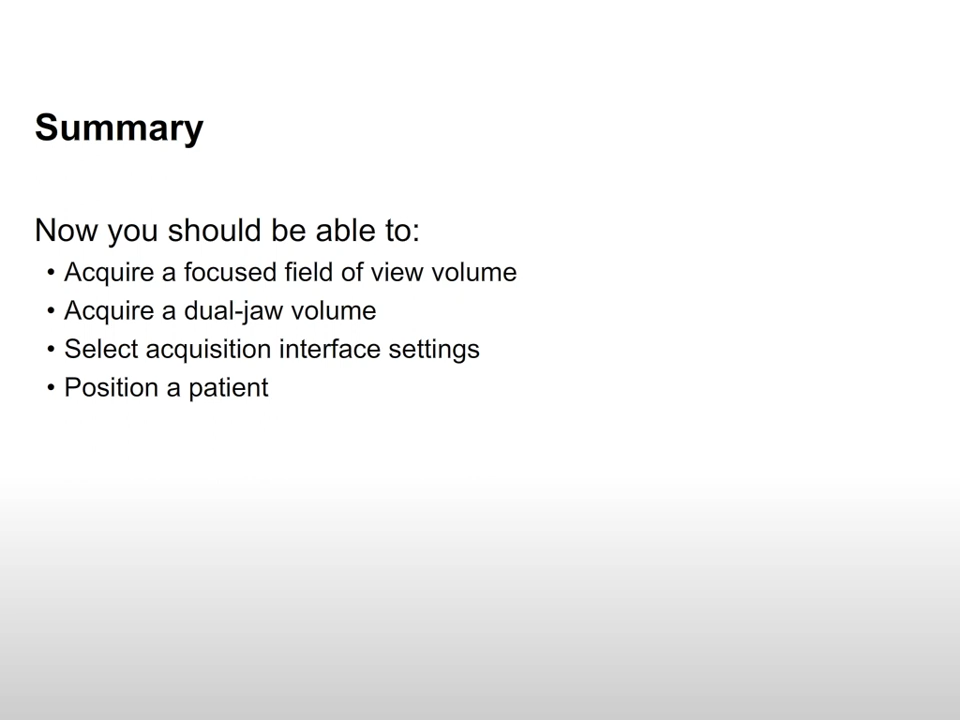 Summary
Now you should be able to:
• Acquire a focused field of view volume
• Acquire a dual-jaw volume
• Select acquisition interface settings
• Position a patient